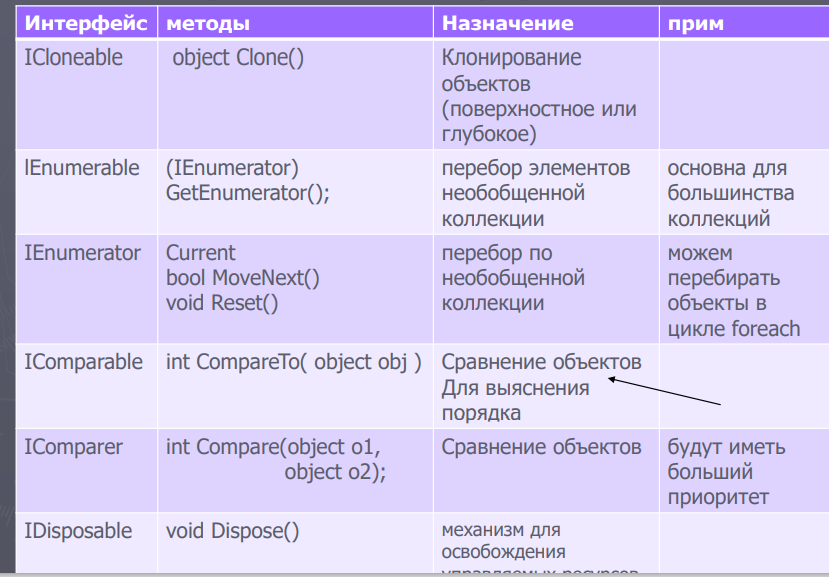 Интерфейс методы Назначение прим
ICloneable object Clone() Клонирование
объектов
(поверхностное или
глубокое)
lEnumerable (IEnumerator) перебор элементов основна для
GetEnumerator(); необобщенной большинства
коллекции коллекций
IEnumerator Current перебор по можем
bool MoveNext() необобщенной перебирать
void Reset() коллекции объекты в
цикле foreach
IComparable int CompareTo( object obj ) Сравнение объектов
Для выяснения
порядка
IComparer int Compare(object o1, Сравнение объектов будут иметь
object o2); больший
приоритет
IDisposable void Dispose() механизм для
освобождения
управляемых ресурсов